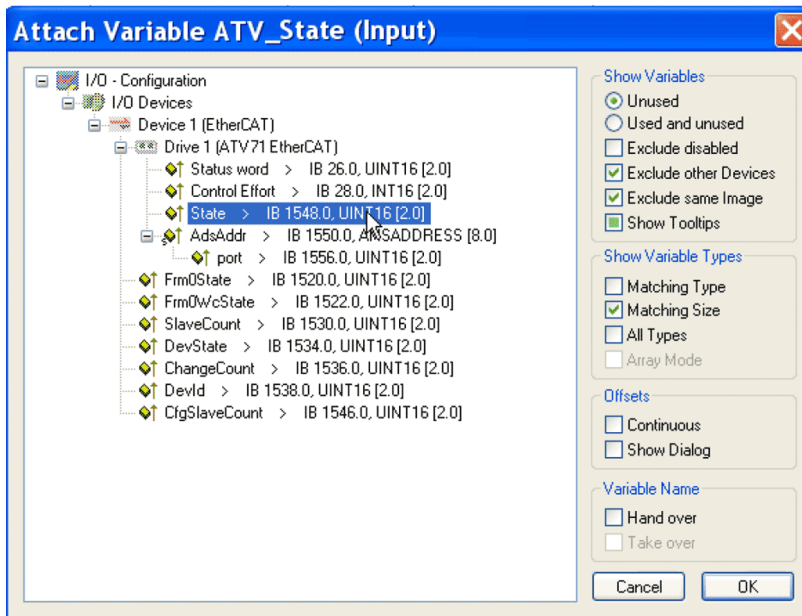 Attach Variable ATV_State (Input)
I/O - Configuration
I/O Devices
Device 1 (EtherCAT)
Drive 1 (ATV71 EtherCAT)
Status word > IB 26.0, UINT16 [2.0]
Control Effort > IB 28.0, INT16 [2.0]
State > IB 1548.0, UINT16 [2.0]
AdsAddr > IB 1550.0, AMSADDRESS [8.0]
port > IB 1556.0, UINT16 [2.0]
Frm0State > IB 1520.0, UINT16 [2.0]
Frm0WcState > IB 1522.0, UINT16 [2.0]
SlaveCount > IB 1530.0, UINT16 [2.0]
DevState > IB 1534.0, UINT16 [2.0]
ChangeCount > IB 1536.0, UINT16 [2.0]
DevId > IB 1538.0, UINT16 [2.0]
CfgSlaveCount > IB 1546.0, UINT16 [2.0]
Show Variables
Unused
Used and unused
Exclude disabled
Exclude other Devices
Exclude same Image
Show Tooltips
Show Variable Types
Matching Type
Matching Size
All Types
Array Mode
Offsets
Continuous
Show Dialog
Variable Name
Hand over
Take over
Cancel
OK